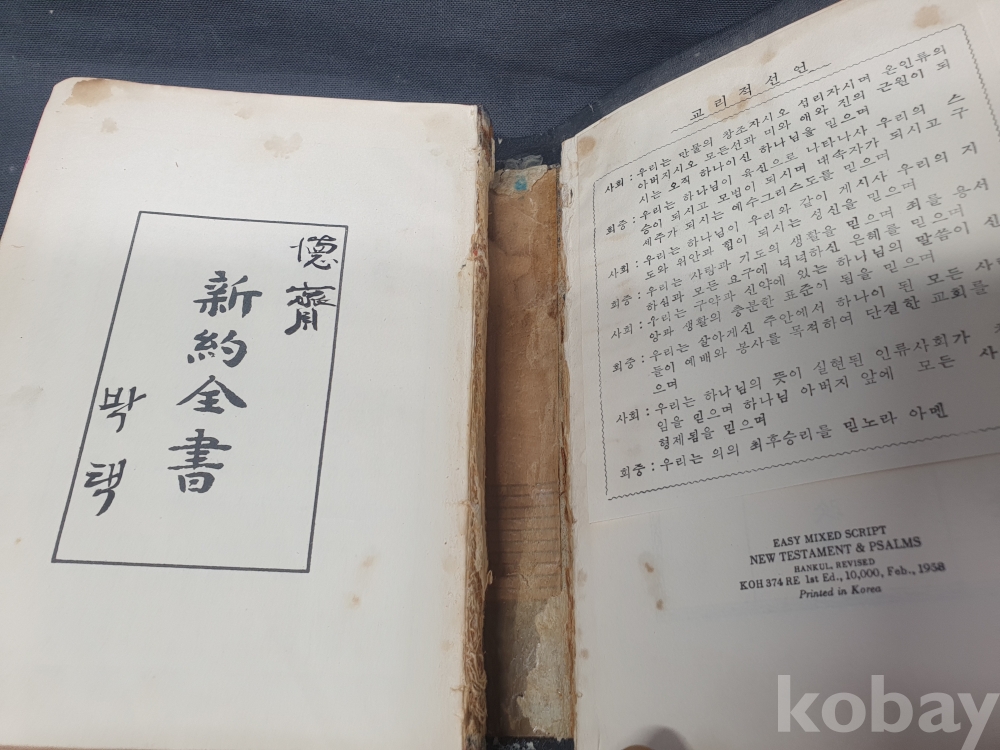 德齋
新約全書
박택
교리적선언
사회 : 우리는 만물의 창조자시오 섭리자시며 온인류의
아버지시오 모든선과 미와 애와 진의 근원이 되
시는 오직 하나이신 하나님을 믿으며
회중 : 우리는 하나님이 육신으로 나타나사 우리의 스
승이 되시고 모범이 되시며 대속자가 되시고 구
세주가 되시는 예수그리스도를 믿으며
사회 : 우리는 하나님이 우리와 같이 계시사 우리의 지
도와 위안과 힘이 되시는 성신을 믿으며
회중 : 우리는 사랑과 기도의 생활을 믿으며 죄를 용서
하심과 모든 요구에 넉넉하신 은혜를 믿으며
사회 : 우리는 구약과 신약에 있는 하나님의 말씀이 신
앙과 생활의 충분한 표준이 됨을 믿으며
회중 : 우리는 살아계신 주안에서 하나이 된 모든 사
들이 예배와 봉사를 목적하여 단결한 교회를
으며
사회 : 우리는 하나님의 뜻이 실현된 인류사회가
임을 믿으며 하나님 아버지 앞에 모든 사
형제됨을 믿으며
회중 : 우리는 의의 최후승리를 믿노라 아멘
EASY MIXED SCRIPT
NEW TESTAMENT & PSALMS
HANKUL, REVISED
KOH 374 RE 1st Ed., 10,000, Feb., 1958
Printed in Korea
kobay